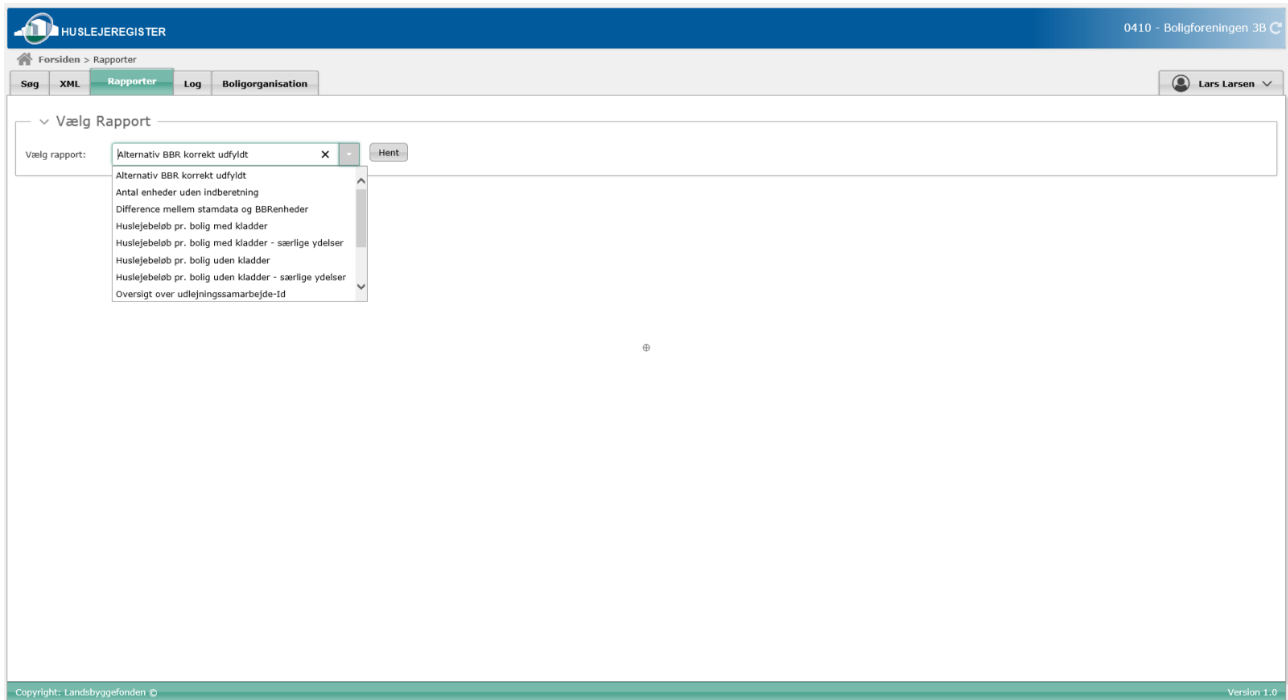 HUSLEJEREGISTER
0410 - Boligforeningen 3B
Forsiden > Rapporter
Søg XML Rapporter Log Boligorganisation
Lars Larsen
Vælg Rapport
Vælg rapport: Alternativ BBR korrekt udfyldt Hent
Alternativ BBR korrekt udfyldt
Antal enheder uden indberetning
Difference mellem stamdata og BBRenheder
Huslejebeløb pr. bolig med kladder
Huslejebeløb pr. bolig med kladder - særlige ydelser
Huslejebeløb pr. bolig uden kladder
Huslejebeløb pr. bolig uden kladder - særlige ydelser
Oversigt over udlejningssamarbejde-Id
Copyright: Landsbyggefonden ©
Version 1.0